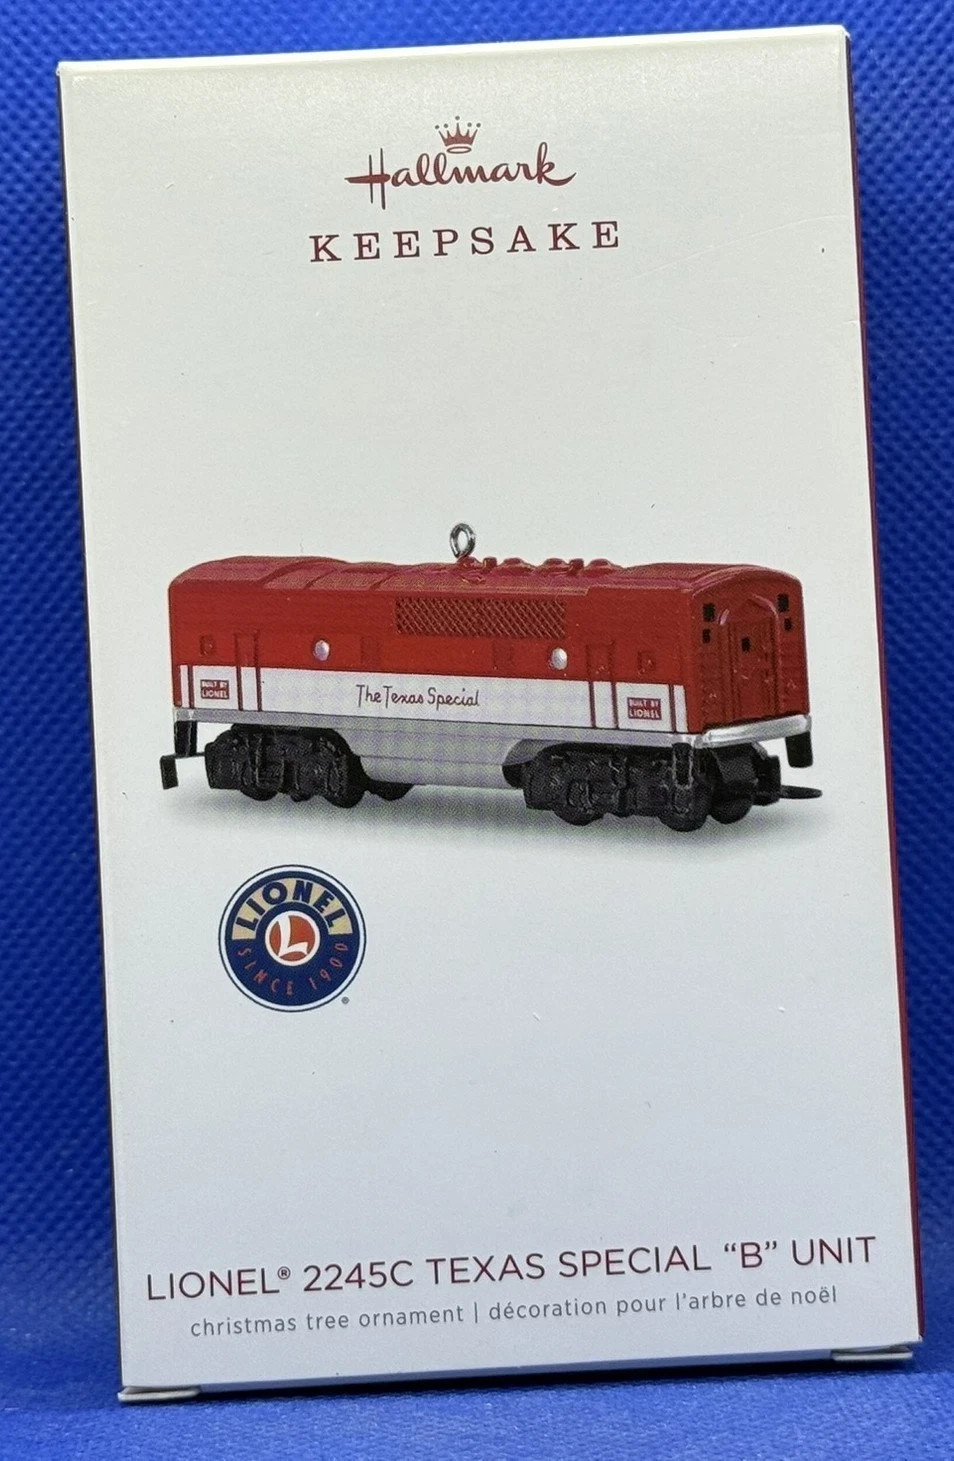 Hallmark
KEEPSAKE
BUILT BY
LIONEL
The Texas Special
BUILT BY
LIONEL
LIONEL
L
SINCE 1900
LIONEL® 2245C TEXAS SPECIAL “B” UNIT
christmas tree ornament | décoration pour l'arbre de noël